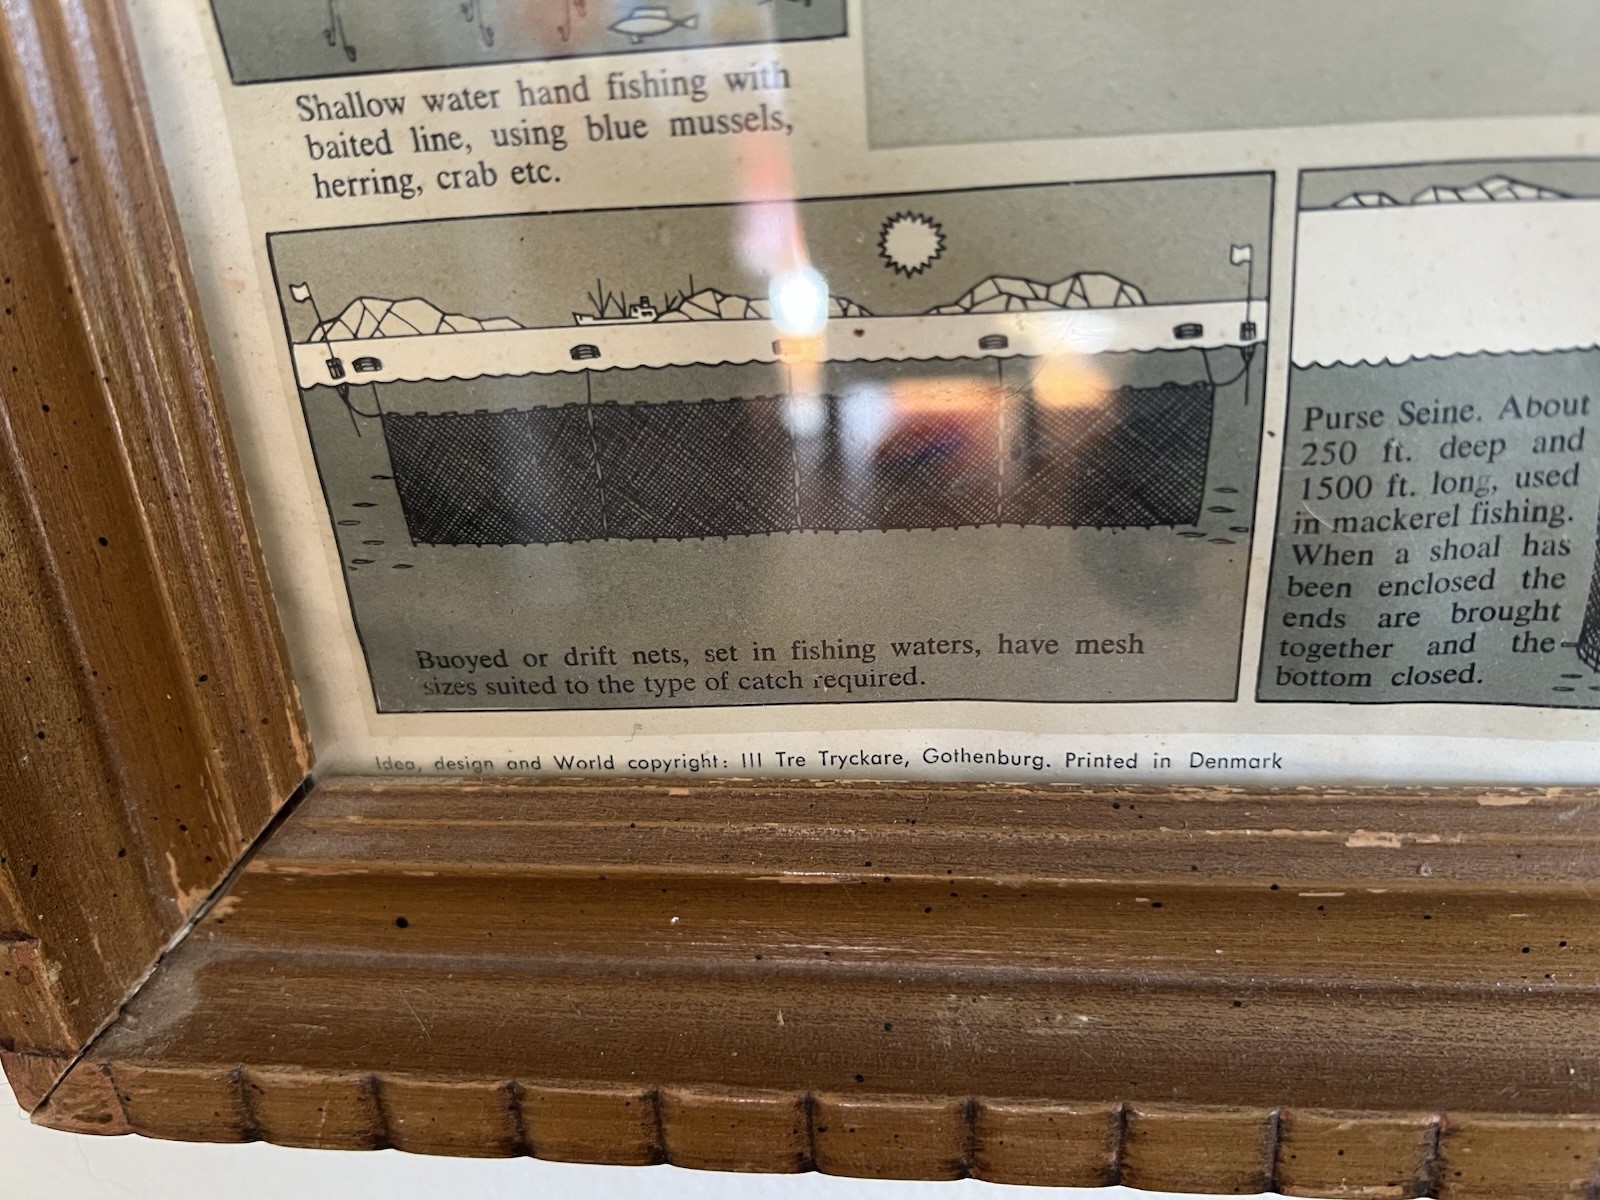 Shallow water hand fishing with
baited line, using blue mussels,
herring, crab etc.
Buoyed or drift nets, set in fishing waters, have mesh
sizes suited to the type of catch required.
Purse Seine. About
250 ft. deep and
1500 ft. long, used
in mackerel fishing.
When a shoal has
been enclosed the
ends are brought
together and the
bottom closed.
Idea, design and World copyright: III Tre Tryckare, Gothenburg. Printed in Denmark